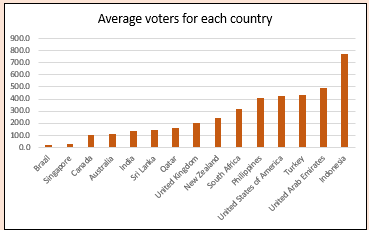 Average voters for each country
900.0
800.0
700.0
600.0
500.0
400.0
300.0
200.0
100.0
0.0
Brazil
Singapore
Canada
Australia
India
Sri Lanka
Qatar
United Kingdom
New Zealand
South Africa
Philippines
United States of America
Turkey
United Arab Emirates
Indonesia